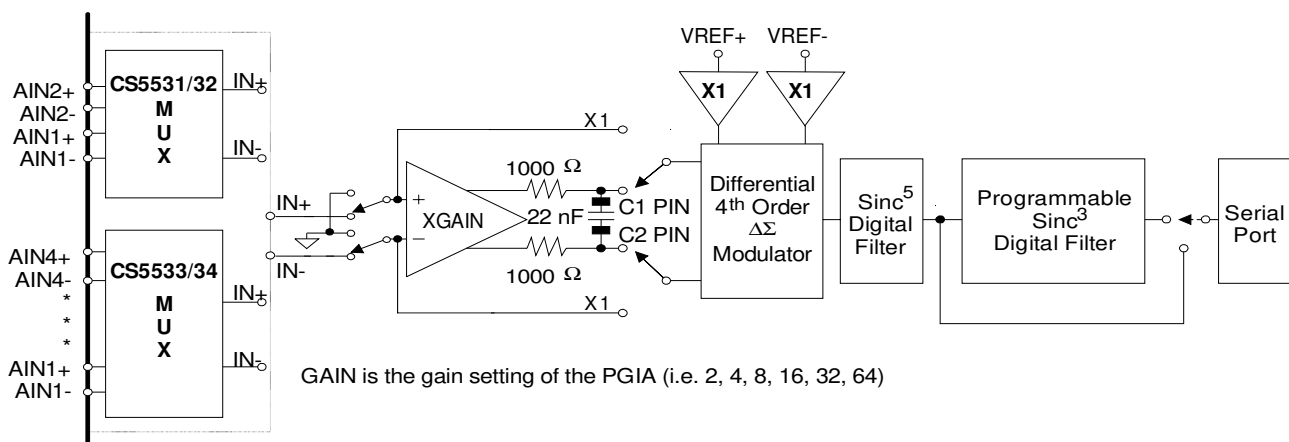 VREF+
VREF-
X1
X1
CS5531/32
M
U
X
AIN2+
AIN2-
AIN1+
AIN1-
IN+
IN-
X1
1000 Ω
IN+
IN-
+
XGAIN
−
22 nF
C1 PIN
C2 PIN
1000 Ω
X1
Differential
4th Order
ΔΣ
Modulator
Sinc5
Digital
Filter
Programmable
Sinc3
Digital Filter
Serial
Port
CS5533/34
M
U
X
AIN4+
AIN4-
*
*
*
AIN1+
AIN1-
IN+
IN-
GAIN is the gain setting of the PGIA (i.e. 2, 4, 8, 16, 32, 64)